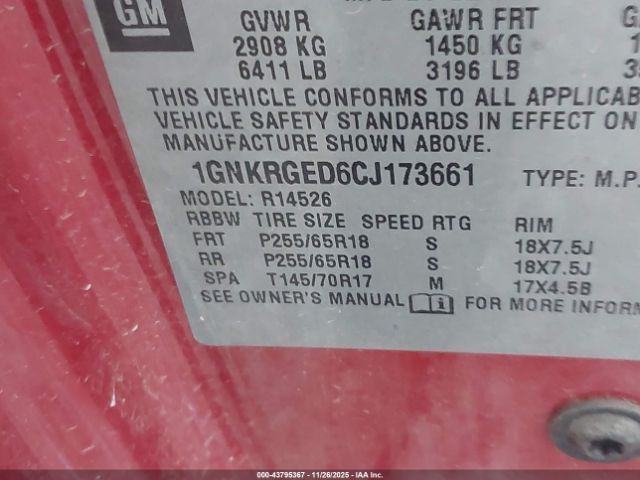 GM
GVWR GAWR FRT
2908 KG 1450 KG
6411 LB 3196 LB
THIS VEHICLE CONFORMS TO ALL APPLICAB
VEHICLE SAFETY STANDARDS IN EFFECT ON
MANUFACTURE SHOWN ABOVE.
1GNKRGED6CJ173661 TYPE: M.P.
MODEL: R14526
RBBW TIRE SIZE SPEED RTG RIM
FRT P255/65R18 S 18X7.5J
RR P255/65R18 S 18X7.5J
SPA T145/70R17 M 17X4.5B
SEE OWNER'S MANUAL FOR MORE INFORM
000-43795367 - 11/26/2025 - IAAI, Inc.